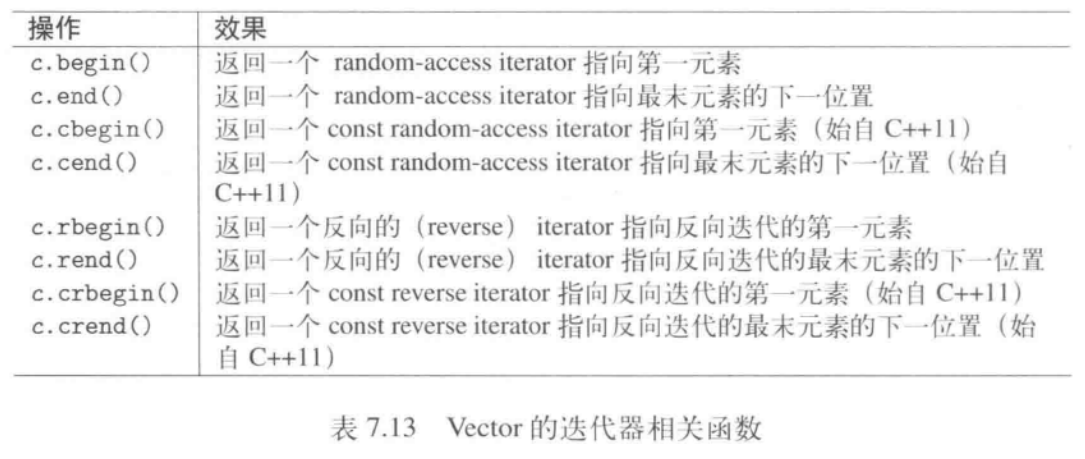 操作 效果
c.begin() 返回一个 random-access iterator 指向第一元素
c.end() 返回一个 random-access iterator 指向最末元素的下一位置
c.cbegin() 返回一个 const random-access iterator 指向第一元素（始自 C++11）
c.cend() 返回一个 const random-access iterator 指向最末元素的下一位置（始自
C++11）
c.rbegin() 返回一个反向的（reverse） iterator 指向反向迭代的第一元素
c.rend() 返回一个反向的（reverse） iterator 指向反向迭代的最末元素的下一位置
c.crbegin() 返回一个 const reverse iterator 指向反向迭代的第一元素（始自 C++11）
c.crend() 返回一个 const reverse iterator 指向反向迭代的最末元素的下一位置（始
自 C++11）
表 7.13 Vector 的迭代器相关函数